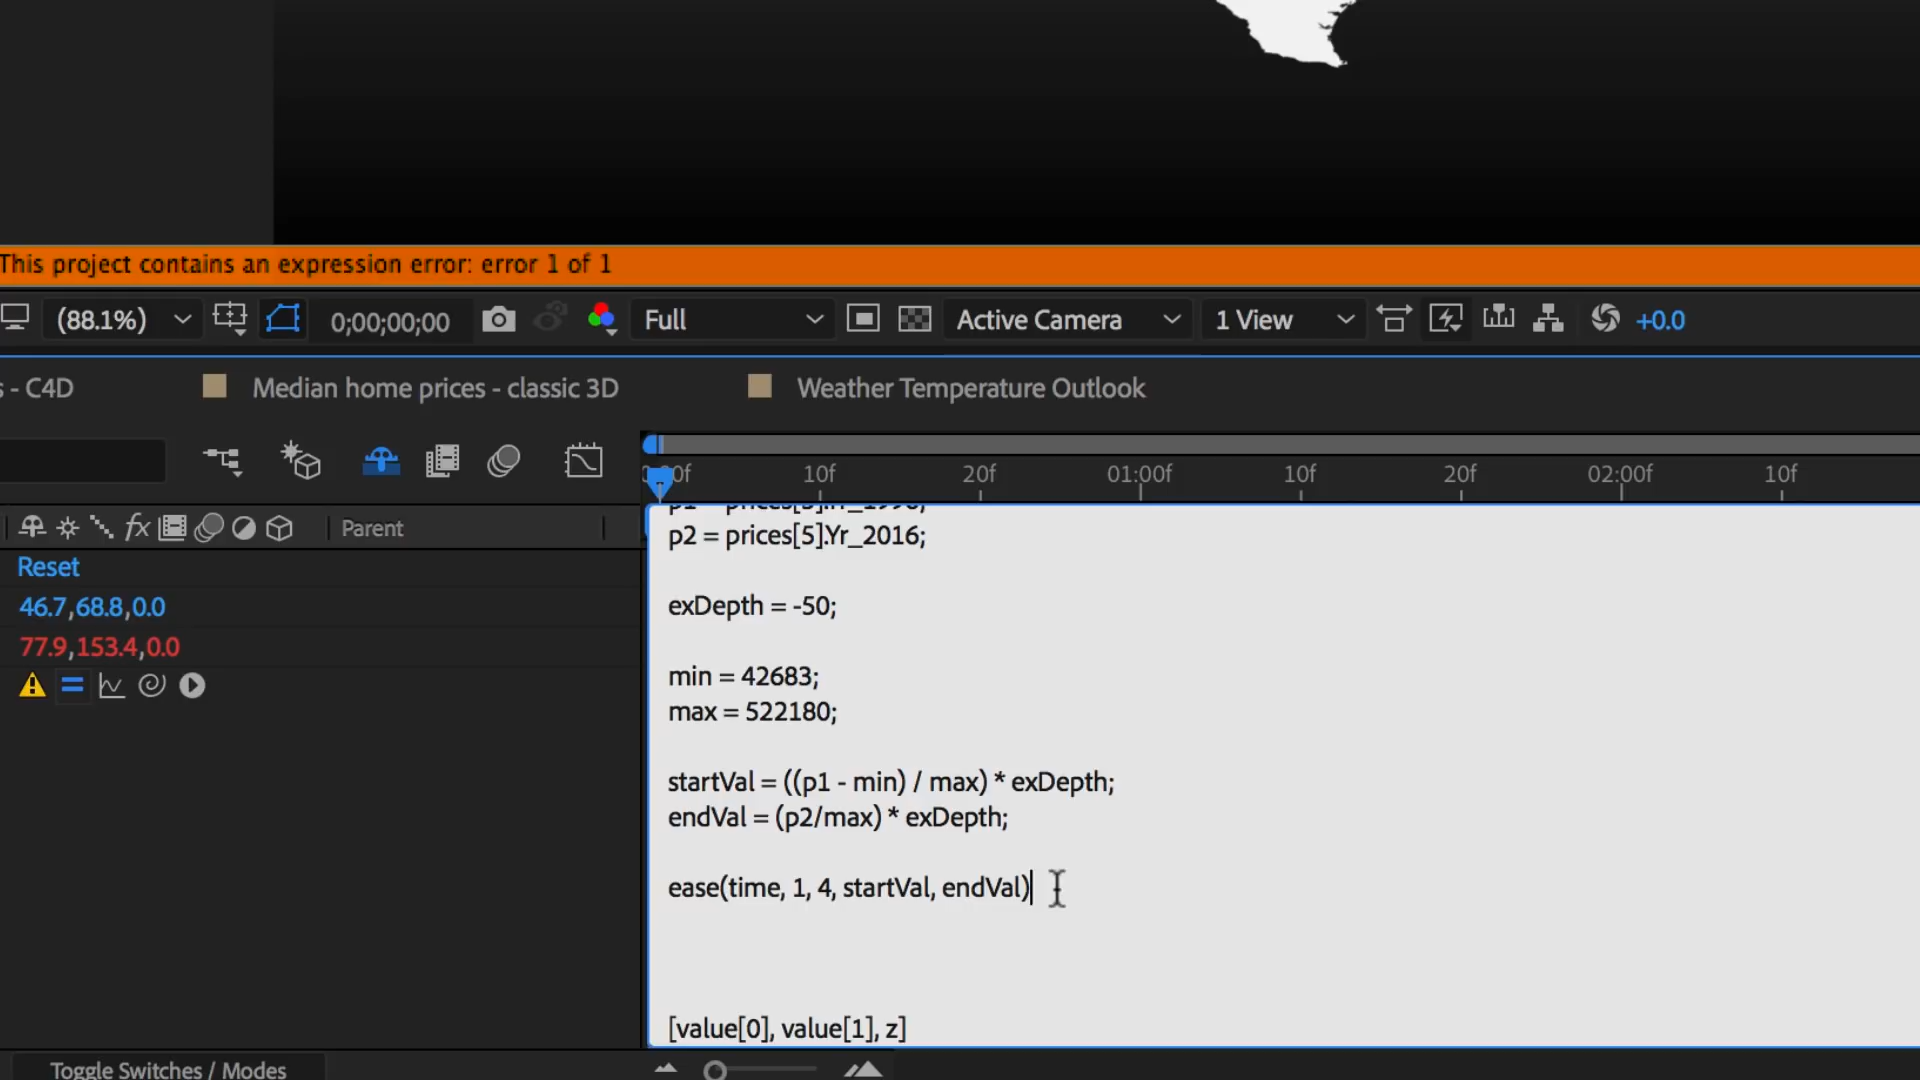 This project contains an expression error: error 1 of 1
(88.1%) 0;00;00;00 Full Active Camera 1 View +0.0
- C4D Median home prices - classic 3D Weather Temperature Outlook
10f 20f 01:00f 10f 20f 02:00f 10f
fx Parent
Reset
46.7,68.8,0.0
77.9,153.4,0.0
p2 = prices[5].Yr_2016;
exDepth = -50;
min = 42683;
max = 522180;
startVal = ((p1 - min) / max) * exDepth;
endVal = (p2/max) * exDepth;
ease(time, 1, 4, startVal, endVal)
[value[0], value[1], z]
Toggle Switches / Modes